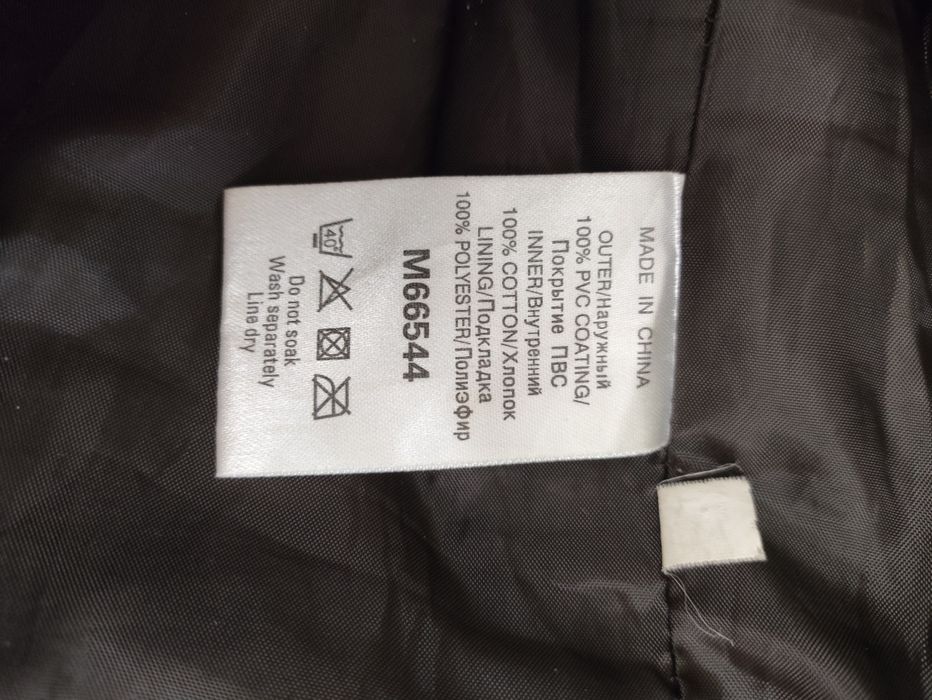 MADE IN CHINA
OUTER/Наружный
100% PVC COATING/
Покрытие ПВС
INNER/Внутренний
100% COTTON/Хлопок
LINING/Подкладка
100% POLYESTER/Полиэфир
M66544
40°
Do not soak
Wash separately
Line dry